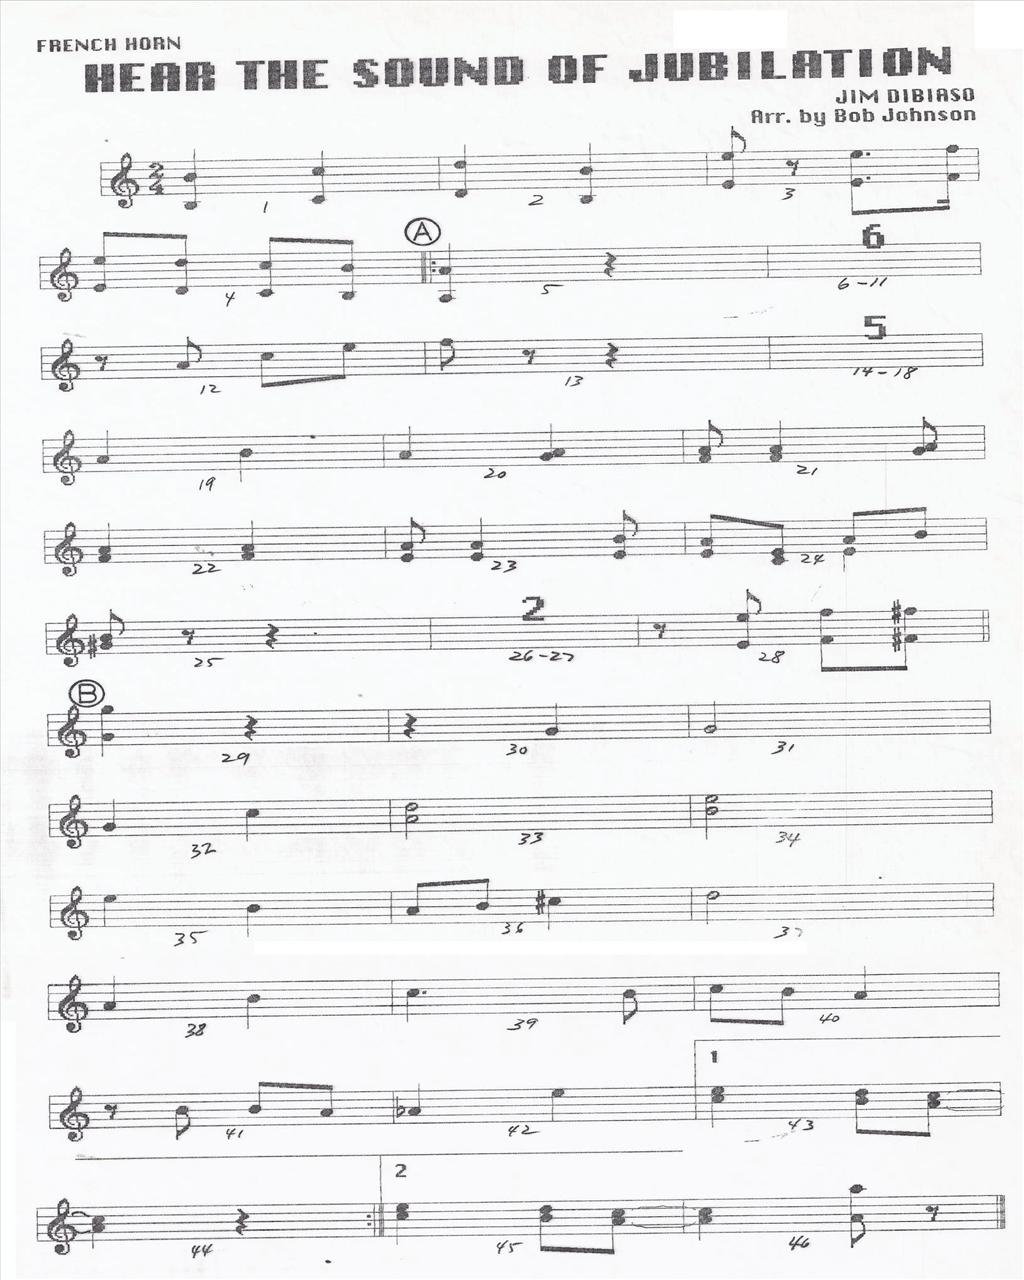 FRENCH HORN
HEAR THE SOUND OF JUBILATION
JIM DIBIASO
Arr. by Bob Johnson
2
4
1 2 3
A
6
4 5 6-11
5
12 13 14-18
19 20 21
22 23 24
2
25 26-27 28
B
29 30 31
32 33 34
35 36 37
38 39 40
1
41 42 43
2
44 45 46